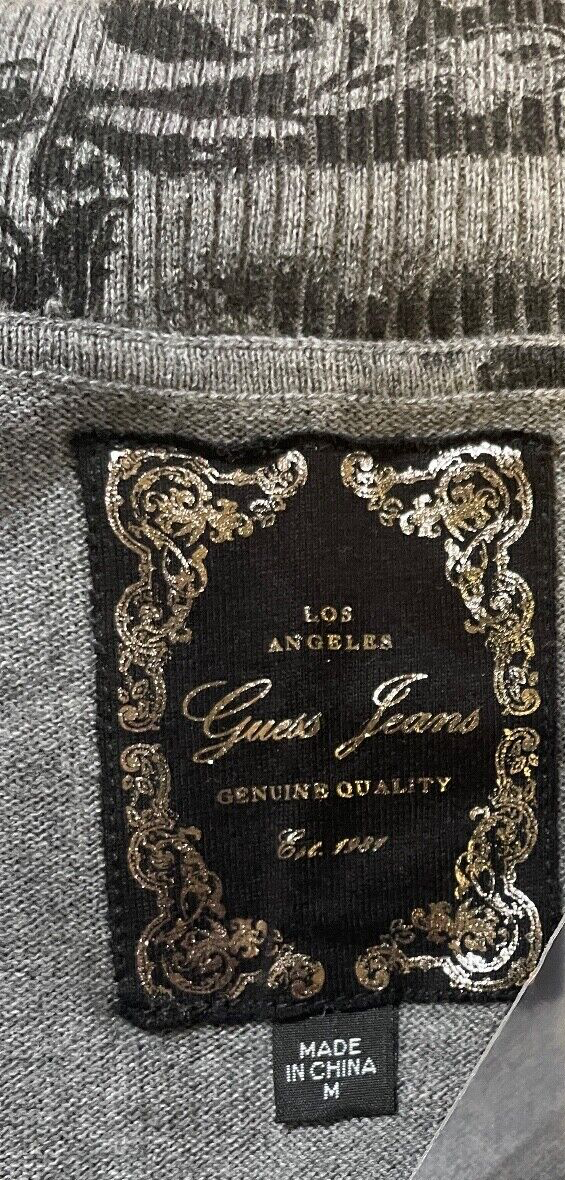 LOS
ANGELES
Guess Jeans
GENUINE QUALITY
Est. 1981
MADE
IN CHINA
M